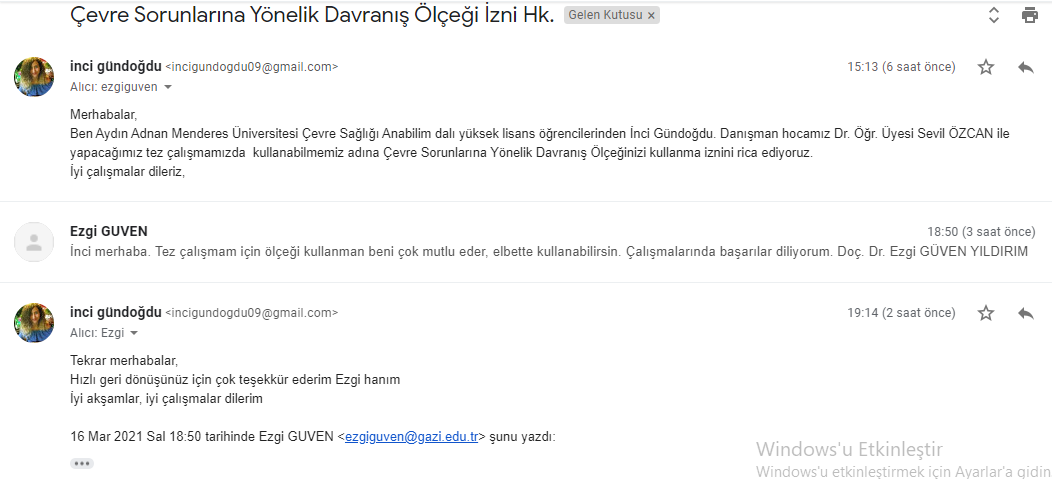 Çevre Sorunlarına Yönelik Davranış Ölçeği İzni Hk. Gelen Kutusu ×
inci gündoğdu <incigundogdu09@gmail.com> 15:13 (6 saat önce)
Alıcı: ezgiguven
Merhabalar,
Ben Aydın Adnan Menderes Üniversitesi Çevre Sağlığı Anabilim dalı yüksek lisans öğrencilerinden İnci Gündoğdu. Danışman hocamız Dr. Öğr. Üyesi Sevil ÖZCAN ile
yapacağımız tez çalışmamızda kullanabilmemiz adına Çevre Sorunlarına Yönelik Davranış Ölçeğinizi kullanma iznini rica ediyoruz.
İyi çalışmalar dileriz,
Ezgi GUVEN 18:50 (3 saat önce)
İnci merhaba. Tez çalışmam için ölçeği kullanman beni çok mutlu eder, elbette kullanabilirsin. Çalışmalarında başarılar diliyorum. Doç. Dr. Ezgi GÜVEN YILDIRIM
inci gündoğdu <incigundogdu09@gmail.com> 19:14 (2 saat önce)
Alıcı: Ezgi
Tekrar merhabalar,
Hızlı geri dönüşünüz için çok teşekkür ederim Ezgi hanım
İyi akşamlar, iyi çalışmalar dilerim
16 Mar 2021 Sal 18:50 tarihinde Ezgi GUVEN <ezgiguven@gazi.edu.tr> şunu yazdı:
Windows'u Etkinleştir
Windows'u etkinleştirmek için Ayarlar'a gidin